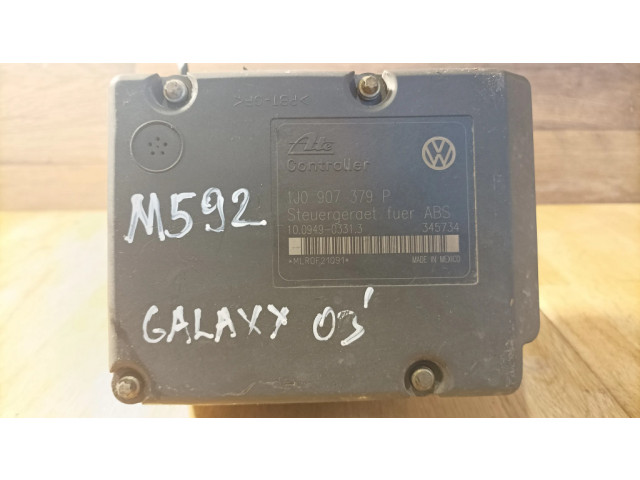 Ate
Controller
1J0 907 379 P
Steuergeraet fuer ABS
10.0949-0331.3 345734
*MLRGF21091*
MADE IN MEXICO
M592
GALAXY 03'